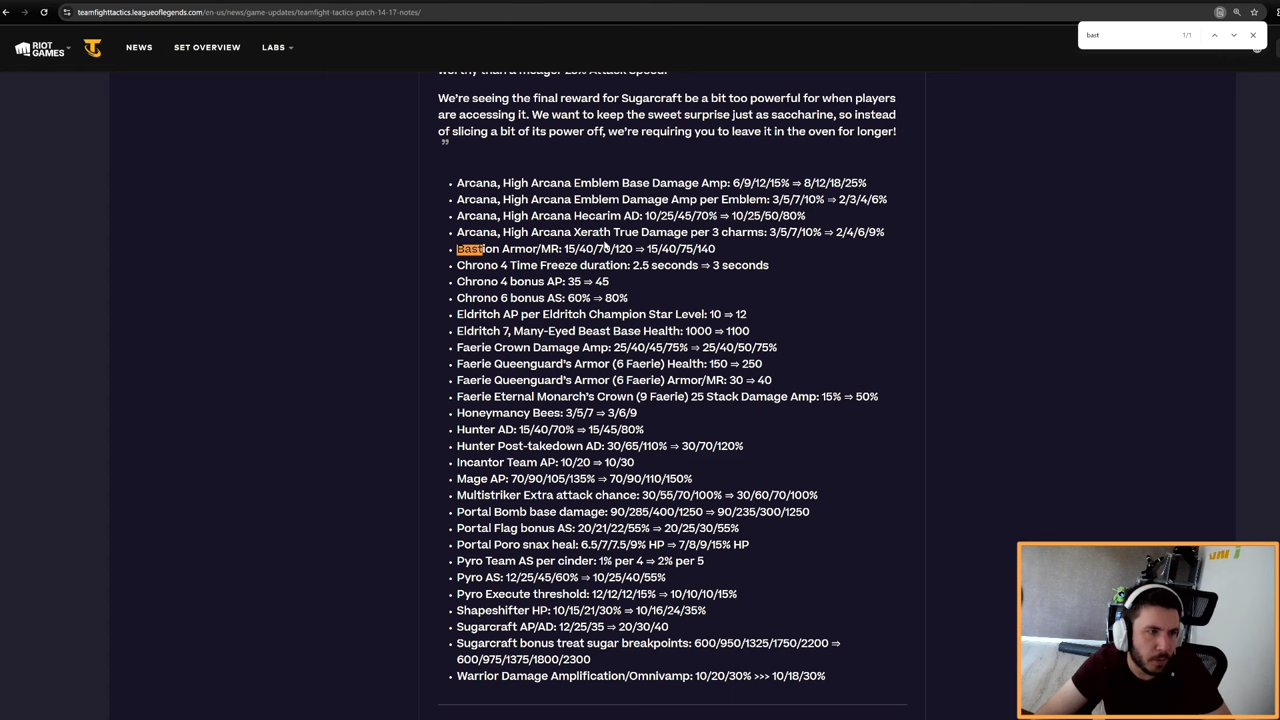 teamfighttactics.leagueoflegends.com/en-us/news/game-updates/teamfight-tactics-patch-14-17-notes/
bast
1/1
RIOT GAMES
NEWS
SET OVERVIEW
LABS
worthy than a meager 25% Attack Speed.
We're seeing the final reward for Sugarcraft be a bit too powerful for when players
are accessing it. We want to keep the sweet surprise just as saccharine, so instead
of slicing a bit of its power off, we're requiring you to leave it in the oven for longer!
”
• Arcana, High Arcana Emblem Base Damage Amp: 6/9/12/15% ⇒ 8/12/18/25%
• Arcana, High Arcana Emblem Damage Amp per Emblem: 3/5/7/10% ⇒ 2/3/4/6%
• Arcana, High Arcana Hecarim AD: 10/25/45/70% ⇒ 10/25/50/80%
• Arcana, High Arcana Xerath True Damage per 3 charms: 3/5/7/10% ⇒ 2/4/6/9%
• Bastion Armor/MR: 15/40/70/120 ⇒ 15/40/75/140
• Chrono 4 Time Freeze duration: 2.5 seconds ⇒ 3 seconds
• Chrono 4 bonus AP: 35 ⇒ 45
• Chrono 6 bonus AS: 60% ⇒ 80%
• Eldritch AP per Eldritch Champion Star Level: 10 ⇒ 12
• Eldritch 7, Many-Eyed Beast Base Health: 1000 ⇒ 1100
• Faerie Crown Damage Amp: 25/40/45/75% ⇒ 25/40/50/75%
• Faerie Queenguard's Armor (6 Faerie) Health: 150 ⇒ 250
• Faerie Queenguard's Armor (6 Faerie) Armor/MR: 30 ⇒ 40
• Faerie Eternal Monarch's Crown (9 Faerie) 25 Stack Damage Amp: 15% ⇒ 50%
• Honeymancy Bees: 3/5/7 ⇒ 3/6/9
• Hunter AD: 15/40/70% ⇒ 15/45/80%
• Hunter Post-takedown AD: 30/65/110% ⇒ 30/70/120%
• Incantor Team AP: 10/20 ⇒ 10/30
• Mage AP: 70/90/105/135% ⇒ 70/90/110/150%
• Multistriker Extra attack chance: 30/55/70/100% ⇒ 30/60/70/100%
• Portal Bomb base damage: 90/285/400/1250 ⇒ 90/235/300/1250
• Portal Flag bonus AS: 20/21/22/55% ⇒ 20/25/30/55%
• Portal Poro snax heal: 6.5/7/7.5/9% HP ⇒ 7/8/9/15% HP
• Pyro Team AS per cinder: 1% per 4 ⇒ 2% per 5
• Pyro AS: 12/25/45/60% ⇒ 10/25/40/55%
• Pyro Execute threshold: 12/12/12/15% ⇒ 10/10/10/15%
• Shapeshifter HP: 10/15/21/30% ⇒ 10/16/24/35%
• Sugarcraft AP/AD: 12/25/35 ⇒ 20/30/40
• Sugarcraft bonus treat sugar breakpoints: 600/950/1325/1750/2200 ⇒
600/975/1375/1800/2300
• Warrior Damage Amplification/Omnivamp: 10/20/30% >>> 10/18/30%